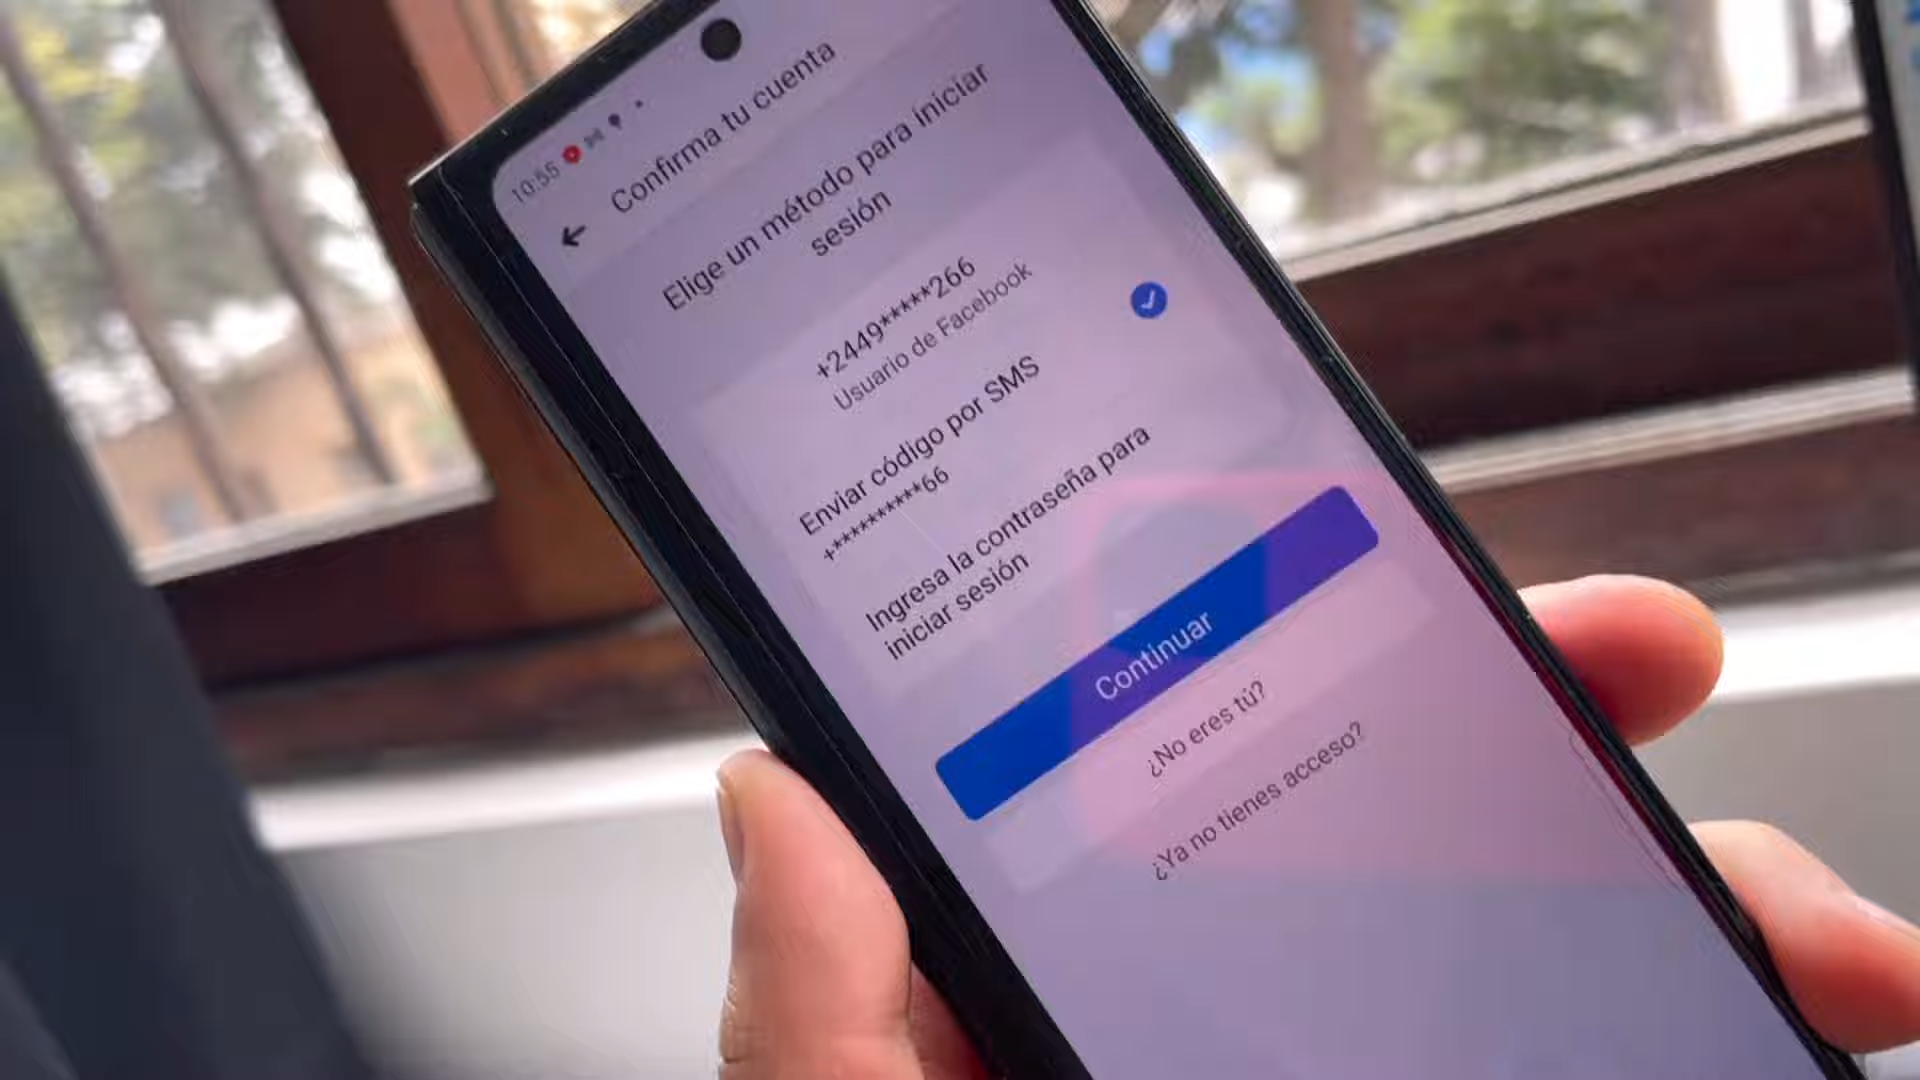 10:55
Confirma tu cuenta
Elige un método para iniciar
sesión
+2449*****266
Usuario de Facebook
Enviar código por SMS
+*********66
Ingresa la contraseña para
iniciar sesión
Continuar
¿No eres tú?
¿Ya no tienes acceso?